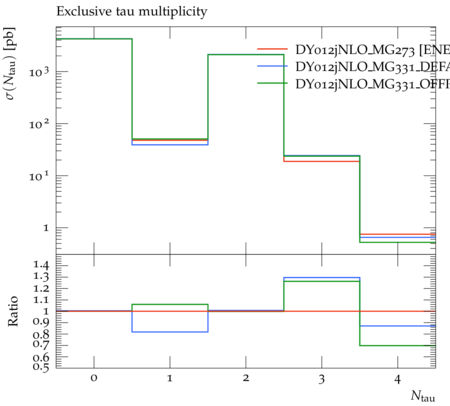 Exclusive tau multiplicity
σ(N_tau) [pb]
DY012jNLO_MG273 [ENE
DY012jNLO_MG331_DEFA
DY012jNLO_MG331_OFFI
10³
10²
10¹
1
Ratio
1.4
1.3
1.2
1.1
1
0.9
0.8
0.7
0.6
0.5
0 1 2 3 4
N_tau